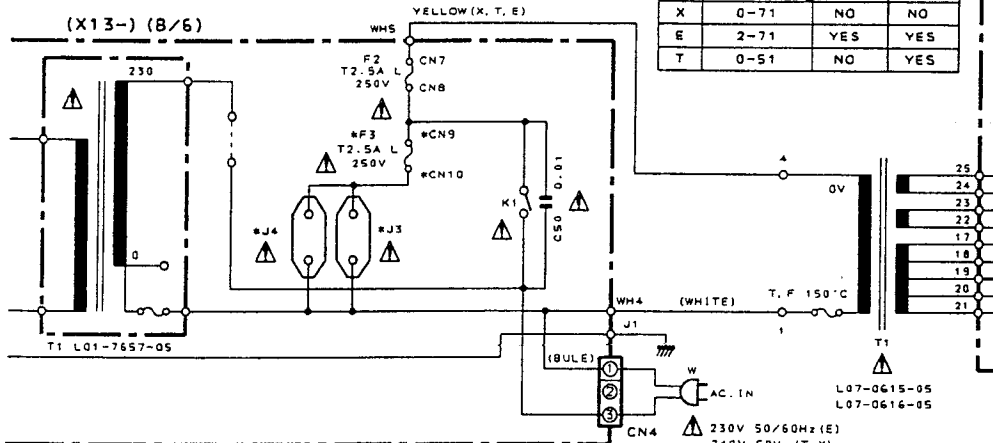 YELLOW(X, T, E)
X 0-71 NO NO
E 2-71 YES YES
T 0-51 NO YES
(X13-) (8/6)
WH5
230
F2
T2.5A L
250V
CN7
CN8
*F3
T2.5A L
250V
*CN9
*CN10
K1
C50 0.01
*J4
*J3
0
4
0V
25
24
23
22
17
18
19
20
21
WH4
(WHITE)
T.F 150°C
1
J1
T1 L01-7657-05
(BULE)
1
2
3
CN4
W
AC.IN
T1
L07-0615-05
L07-0616-05
230V 50/60Hz(E)